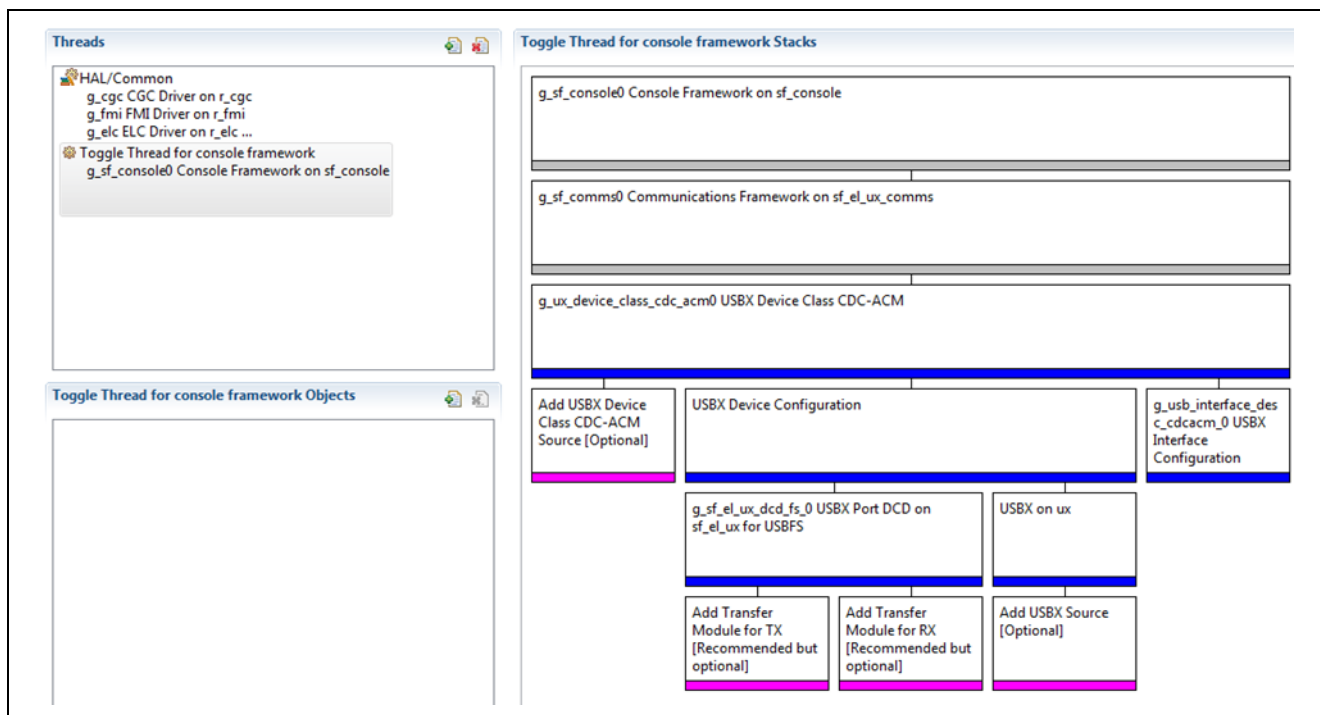 Threads
HAL/Common
g_cgc CGC Driver on r_cgc
g_fmi FMI Driver on r_fmi
g_elc ELC Driver on r_elc ...
Toggle Thread for console framework
g_sf_console0 Console Framework on sf_console
Toggle Thread for console framework Objects
Toggle Thread for console framework Stacks
g_sf_console0 Console Framework on sf_console
g_sf_comms0 Communications Framework on sf_el_ux_comms
g_ux_device_class_cdc_acm0 USBX Device Class CDC-ACM
Add USBX Device
Class CDC-ACM
Source [Optional]
USBX Device Configuration
g_usb_interface_des
c_cdcacm_0 USBX
Interface
Configuration
g_sf_el_ux_dcd_fs_0 USBX Port DCD on
sf_el_ux for USBFS
USBX on ux
Add Transfer
Module for TX
[Recommended but
optional]
Add Transfer
Module for RX
[Recommended but
optional]
Add USBX Source
[Optional]